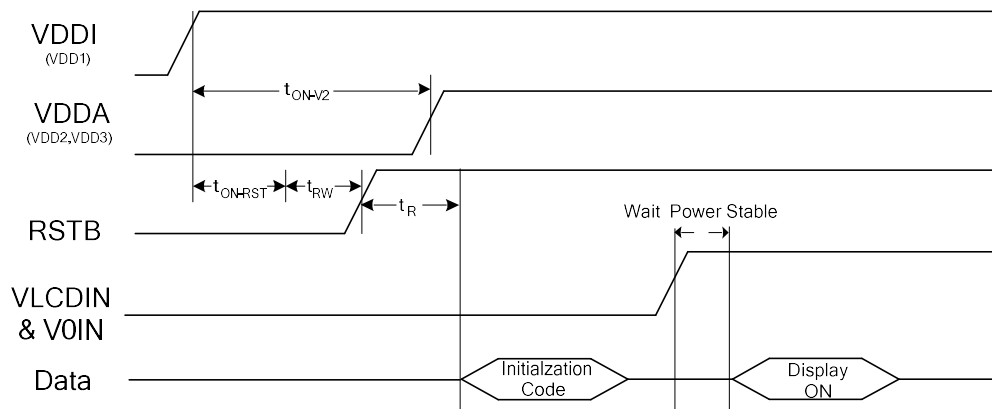 VDDI
(VDD1)
tON-V2
VDDA
(VDD2,VDD3)
tON-RST
tRW
tR
RSTB
Wait Power Stable
VLCDIN
& V0IN
Data
Initialzation
Code
Display
ON